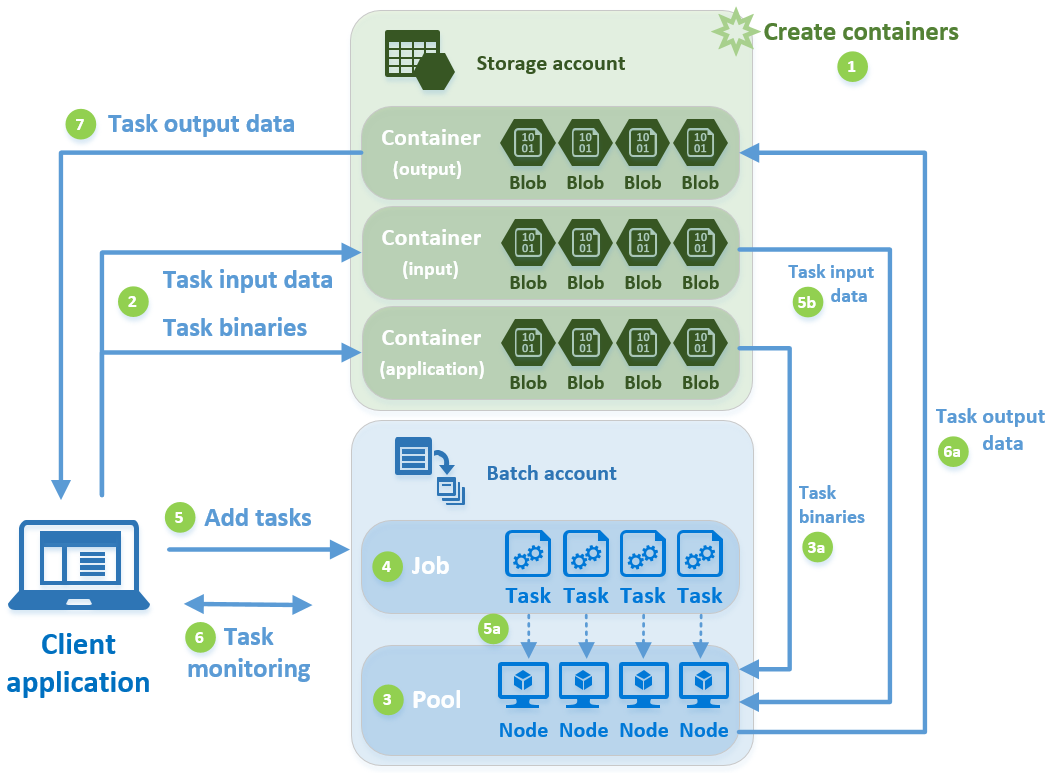 Create containers
1
Storage account
7 Task output data
Container
(output)
10
01
10
01
10
01
10
01
Blob Blob Blob Blob
Container
(input)
10
01
10
01
10
01
10
01
Blob Blob Blob Blob
2
Task input data
Task binaries
Container
(application)
10
01
10
01
10
01
10
01
Blob Blob Blob Blob
Task input
5b data
Task output
6a data
Task
binaries
3a
Batch account
5 Add tasks
4 Job
Task Task Task Task
5a
6 Task
monitoring
Client
application
3 Pool
Node Node Node Node